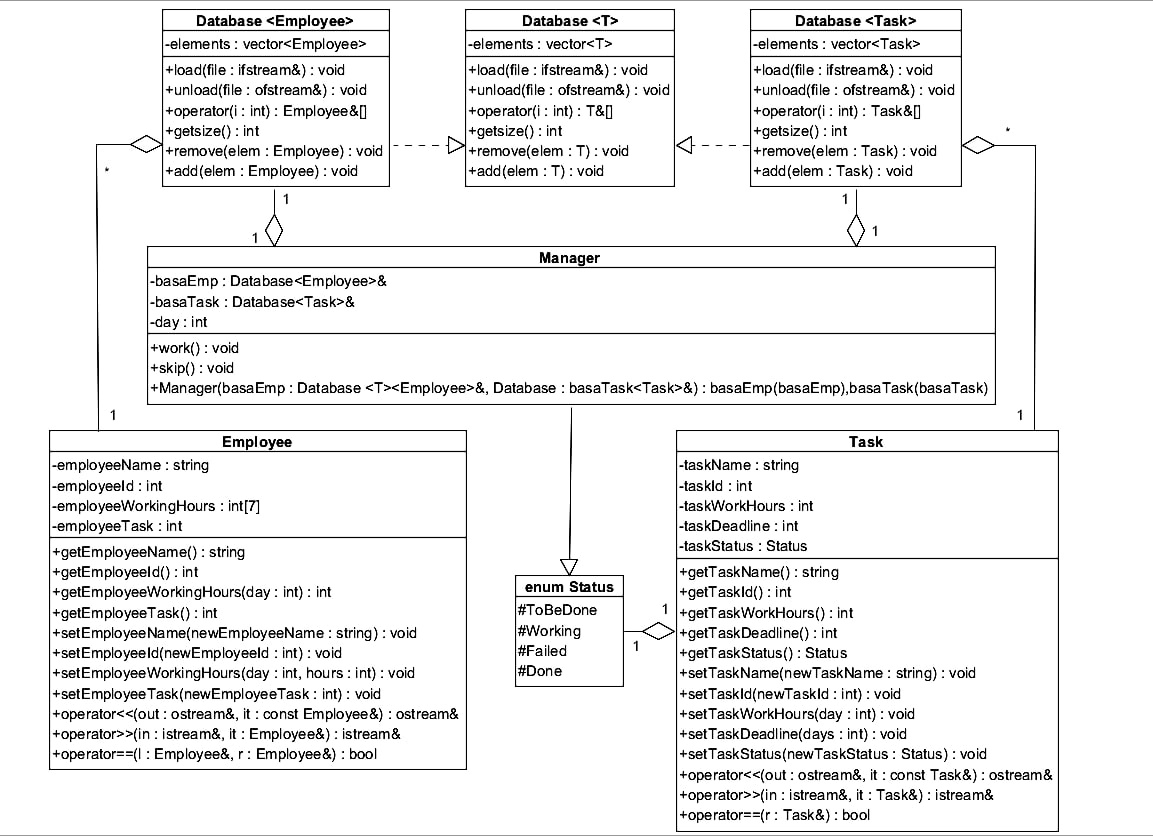 Database <Employee>
-elements : vector<Employee>
+load(file : ifstream&) : void
+unload(file : ofstream&) : void
+operator(i : int) : Employee&[]
+getsize() : int
+remove(elem : Employee) : void
+add(elem : Employee) : void
Database <T>
-elements : vector<T>
+load(file : ifstream&) : void
+unload(file : ofstream&) : void
+operator(i : int) : T&[]
+getsize() : int
+remove(elem : T) : void
+add(elem : T) : void
Database <Task>
-elements : vector<Task>
+load(file : ifstream&) : void
+unload(file : ofstream&) : void
+operator(i : int) : Task&[]
+getsize() : int
+remove(elem : Task) : void
+add(elem : Task) : void
*
*
1
1
1
1
Manager
-basaEmp : Database<Employee>&
-basaTask : Database<Task>&
-day : int
+work() : void
+skip() : void
+Manager(basaEmp : Database <T><Employee>&, Database : basaTask<Task>&) : basaEmp(basaEmp),basaTask(basaTask)
1
1
Employee
-employeeName : string
-employeeId : int
-employeeWorkingHours : int[7]
-employeeTask : int
+getEmployeeName() : string
+getEmployeeId() : int
+getEmployeeWorkingHours(day : int) : int
+getEmployeeTask() : int
+setEmployeeName(newEmployeeName : string) : void
+setEmployeeId(newEmployeeId : int) : void
+setEmployeeWorkingHours(day : int, hours : int) : void
+setEmployeeTask(newEmployeeTask : int) : void
+operator<<(out : ostream&, it : const Employee&) : ostream&
+operator>>(in : istream&, it : Employee&) : istream&
+operator==(l : Employee&, r : Employee&) : bool
enum Status
#ToBeDone
#Working
#Failed
#Done
1
1
Task
-taskName : string
-taskId : int
-taskWorkHours : int
-taskDeadline : int
-taskStatus : Status
+getTaskName() : string
+getTaskId() : int
+getTaskWorkHours() : int
+getTaskDeadline() : int
+getTaskStatus() : Status
+setTaskName(newTaskName : string) : void
+setTaskId(newTaskId : int) : void
+setTaskWorkHours(day : int) : void
+setTaskDeadline(days : int) : void
+setTaskStatus(newTaskStatus : Status) : void
+operator<<(out : ostream&, it : const Task&) : ostream&
+operator>>(in : istream&, it : Task&) : istream&
+operator==(r : Task&) : bool